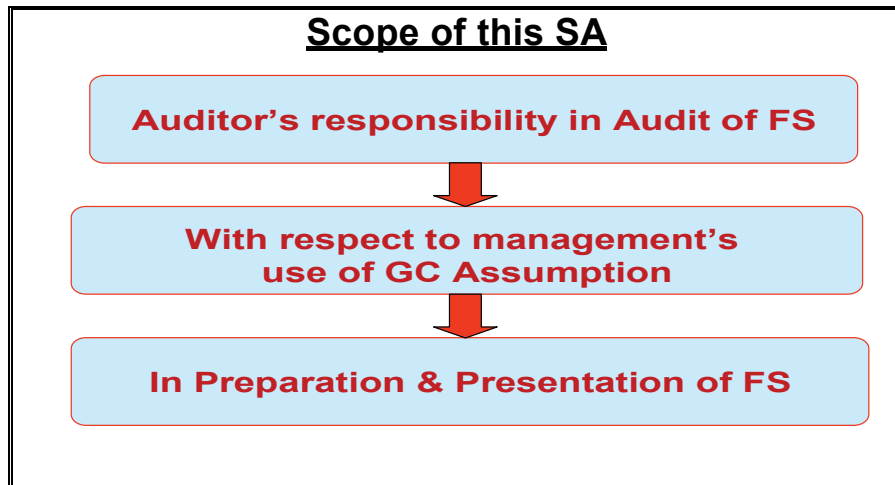 Scope of this SA
Auditor’s responsibility in Audit of FS
With respect to management’s
use of GC Assumption
In Preparation & Presentation of FS